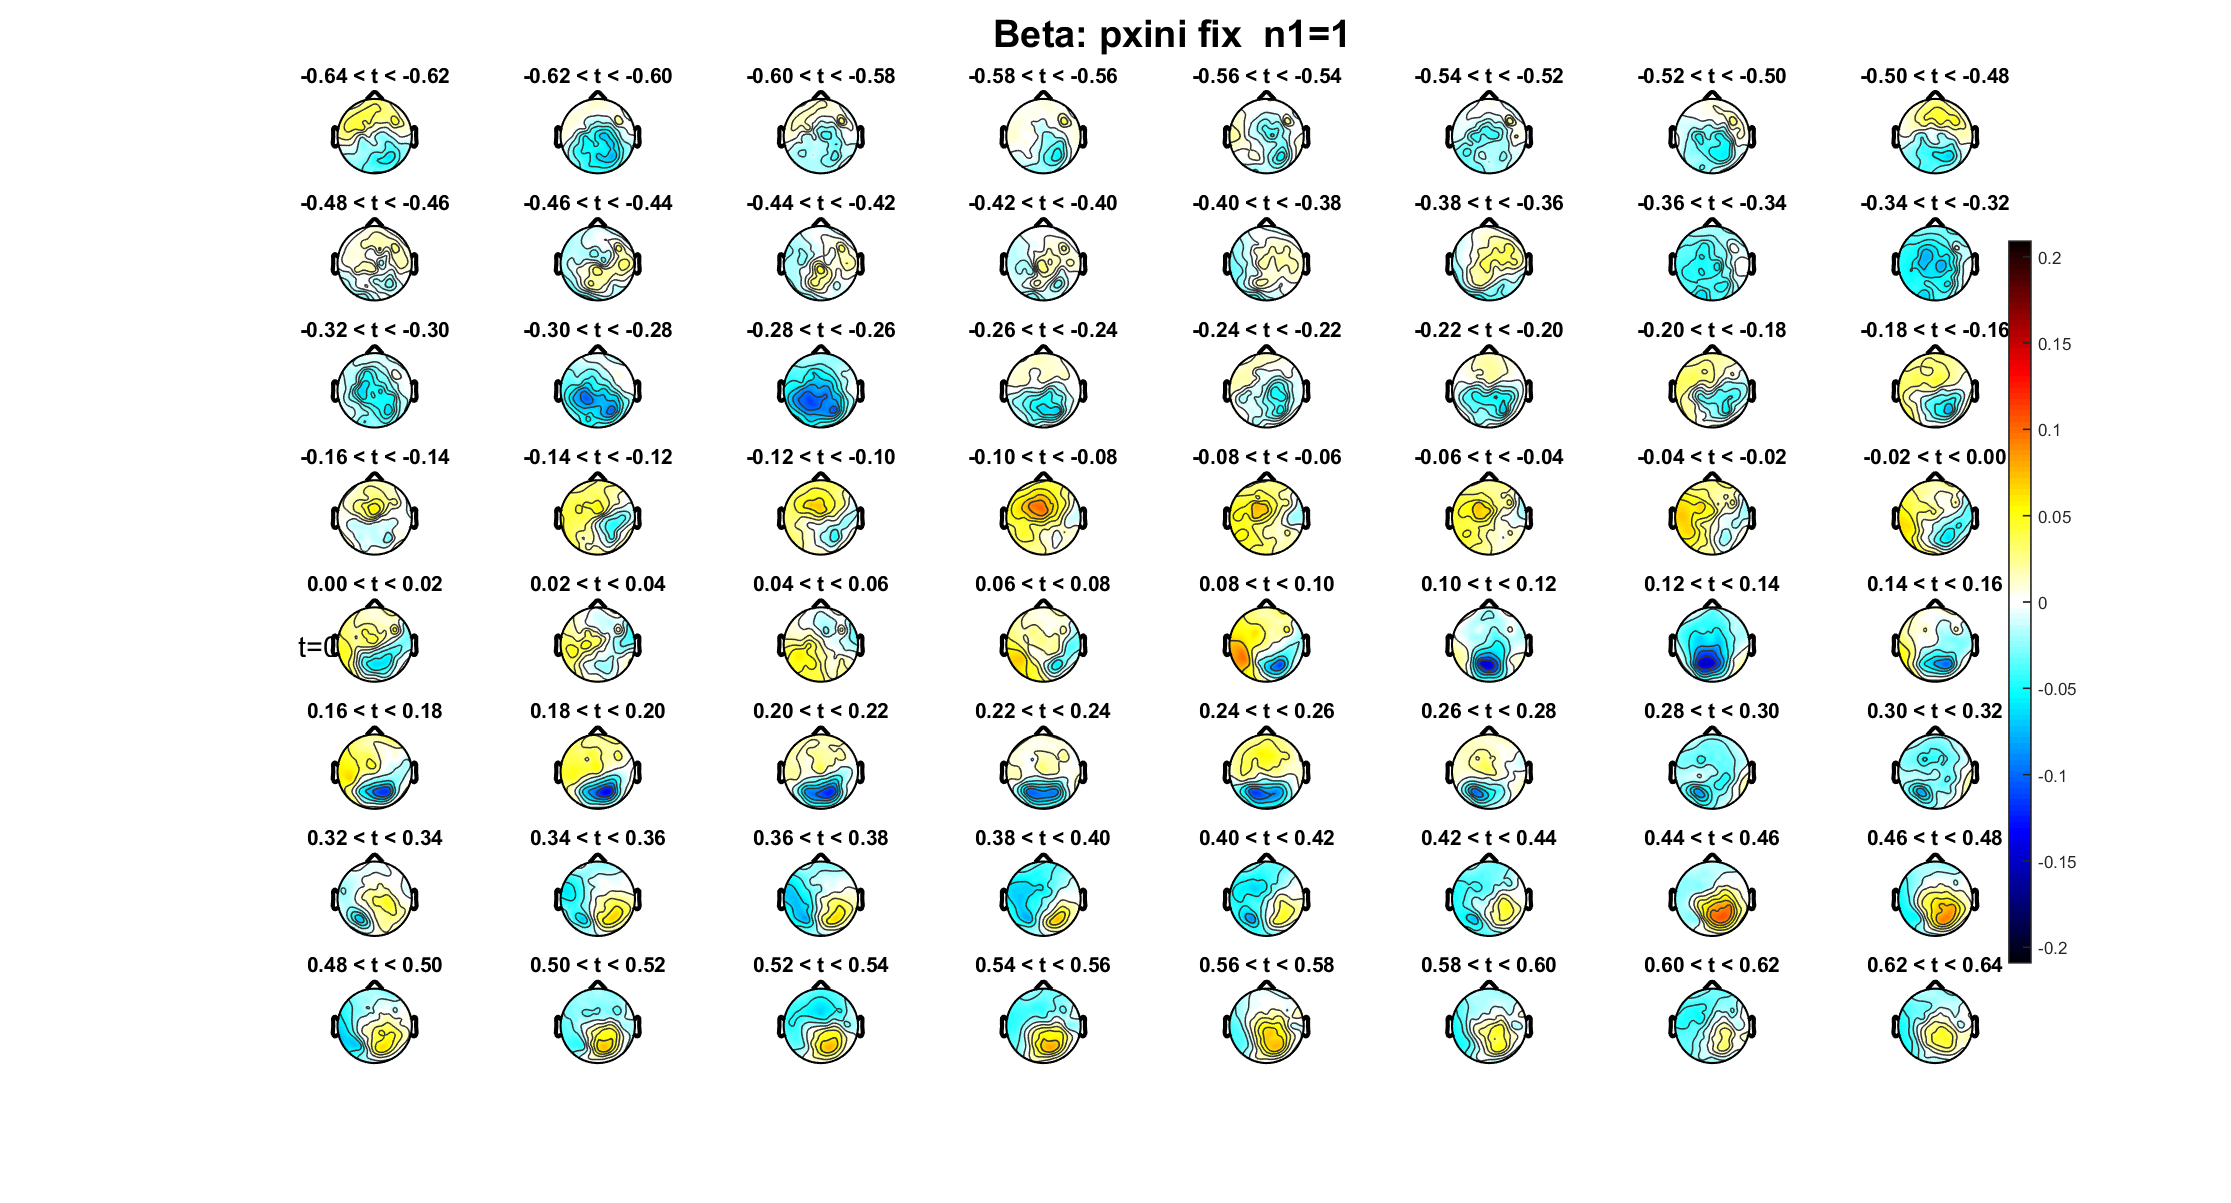 Beta: pxini fix  n1=1
-0.64 < t < -0.62 -0.62 < t < -0.60 -0.60 < t < -0.58 -0.58 < t < -0.56 -0.56 < t < -0.54 -0.54 < t < -0.52 -0.52 < t < -0.50 -0.50 < t < -0.48
-0.48 < t < -0.46 -0.46 < t < -0.44 -0.44 < t < -0.42 -0.42 < t < -0.40 -0.40 < t < -0.38 -0.38 < t < -0.36 -0.36 < t < -0.34 -0.34 < t < -0.32
-0.32 < t < -0.30 -0.30 < t < -0.28 -0.28 < t < -0.26 -0.26 < t < -0.24 -0.24 < t < -0.22 -0.22 < t < -0.20 -0.20 < t < -0.18 -0.18 < t < -0.16
-0.16 < t < -0.14 -0.14 < t < -0.12 -0.12 < t < -0.10 -0.10 < t < -0.08 -0.08 < t < -0.06 -0.06 < t < -0.04 -0.04 < t < -0.02 -0.02 < t < 0.00
0.00 < t < 0.02 0.02 < t < 0.04 0.04 < t < 0.06 0.06 < t < 0.08 0.08 < t < 0.10 0.10 < t < 0.12 0.12 < t < 0.14 0.14 < t < 0.16
t=0
0.16 < t < 0.18 0.18 < t < 0.20 0.20 < t < 0.22 0.22 < t < 0.24 0.24 < t < 0.26 0.26 < t < 0.28 0.28 < t < 0.30 0.30 < t < 0.32
0.32 < t < 0.34 0.34 < t < 0.36 0.36 < t < 0.38 0.38 < t < 0.40 0.40 < t < 0.42 0.42 < t < 0.44 0.44 < t < 0.46 0.46 < t < 0.48
0.48 < t < 0.50 0.50 < t < 0.52 0.52 < t < 0.54 0.54 < t < 0.56 0.56 < t < 0.58 0.58 < t < 0.60 0.60 < t < 0.62 0.62 < t < 0.64
0.2
0.15
0.1
0.05
0
-0.05
-0.1
-0.15
-0.2